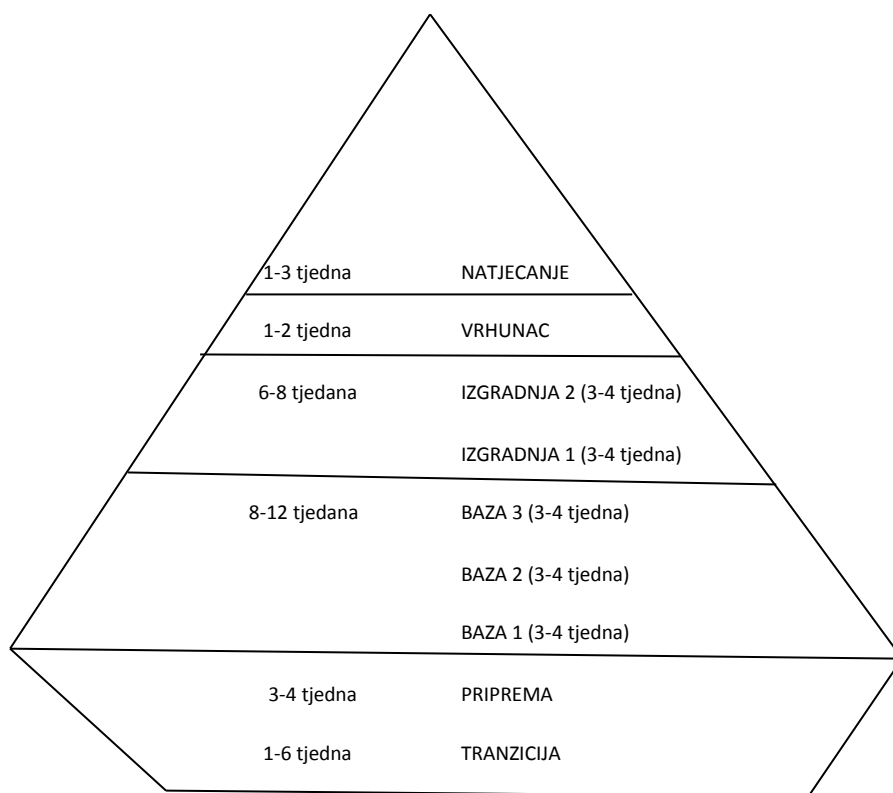 1-3 tjedna NATJECANJE
1-2 tjedna VRHUNAC
6-8 tjedana IZGRADNJA 2 (3-4 tjedna)
IZGRADNJA 1 (3-4 tjedna)
8-12 tjedana BAZA 3 (3-4 tjedna)
BAZA 2 (3-4 tjedna)
BAZA 1 (3-4 tjedna)
3-4 tjedna PRIPREMA
1-6 tjedna TRANZICIJA